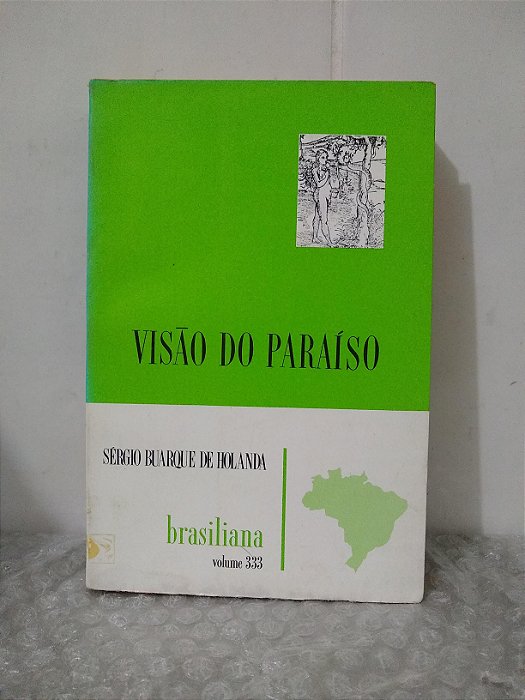 VISÃO DO PARAÍSO
SÉRGIO BUARQUE DE HOLANDA
brasiliana
volume 333